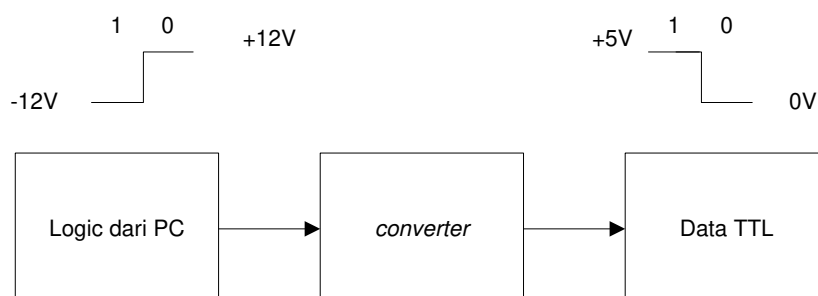 1 0
+12V
-12V
+5V
1 0
0V
Logic dari PC
converter
Data TTL